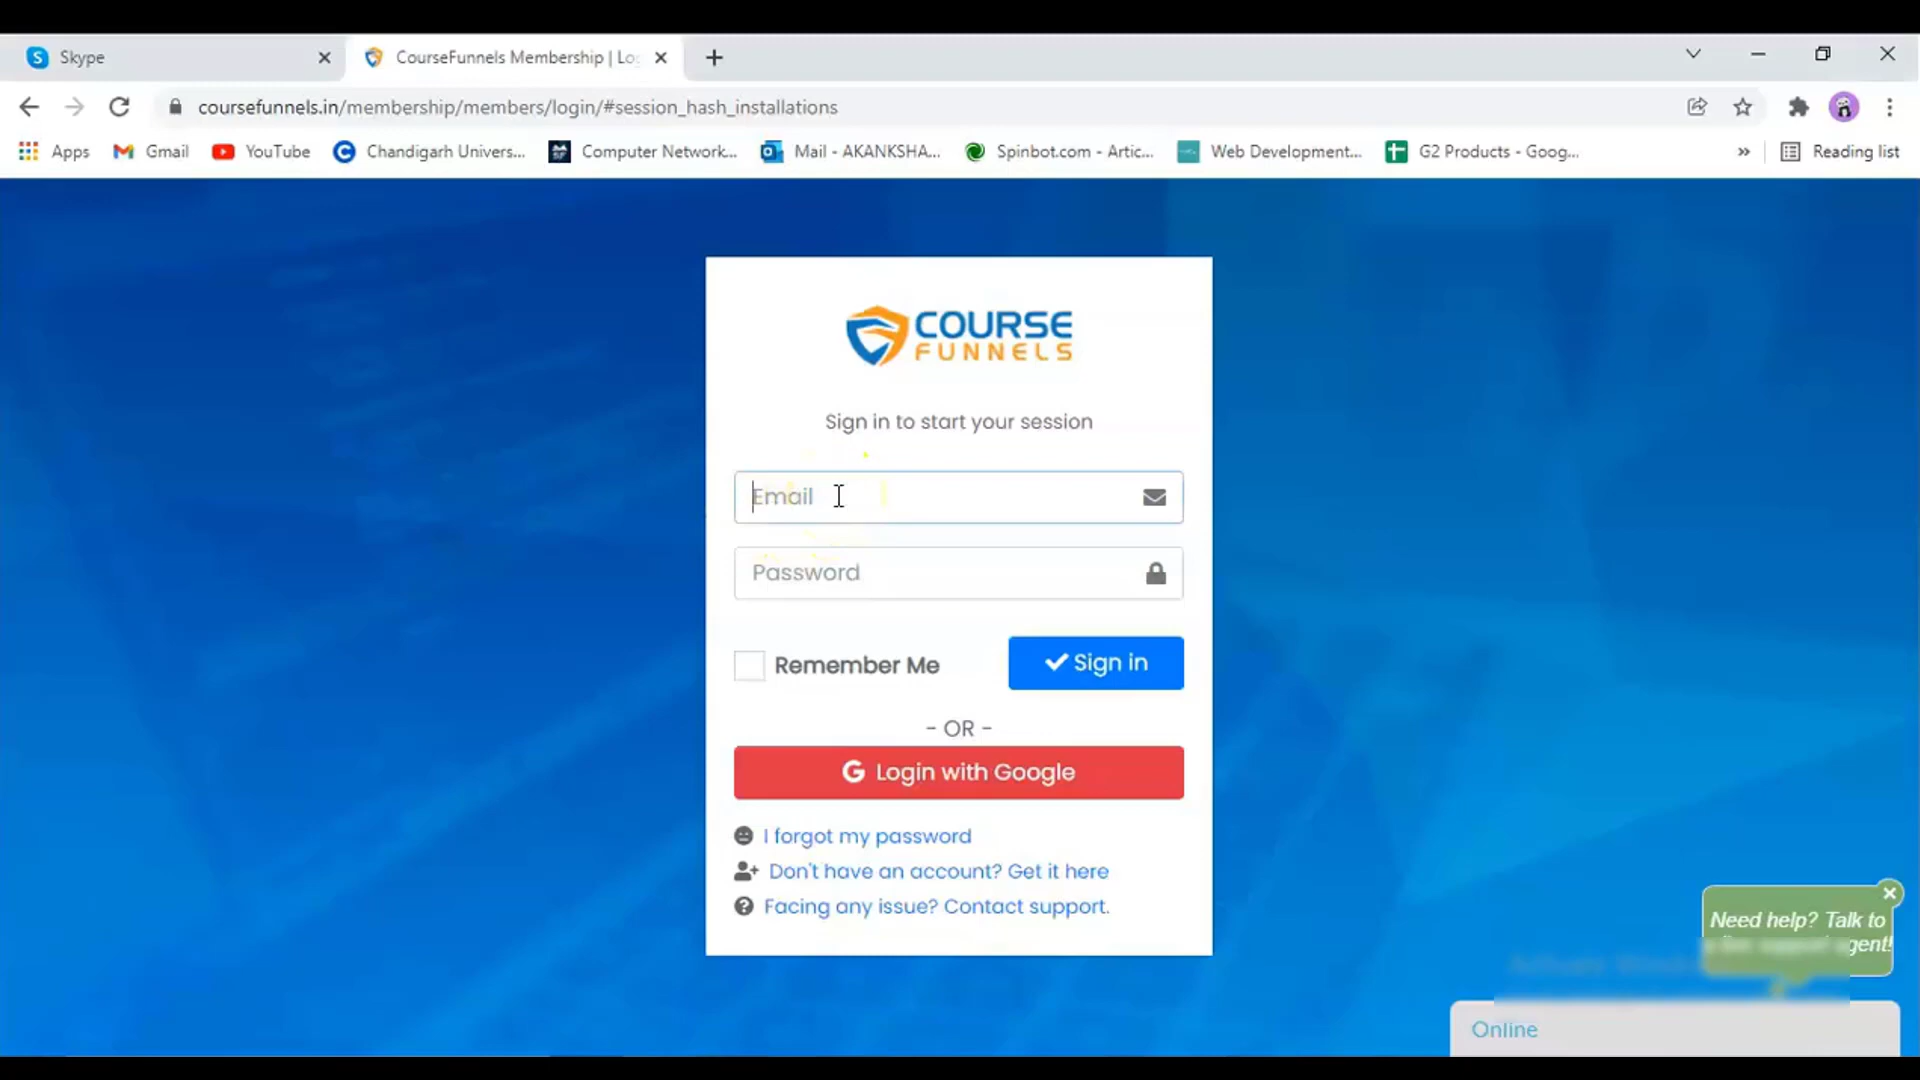 Skype
CourseFunnels Membership | Lo
coursefunnels.in/membership/members/login/#session_hash_installations
Apps
Gmail
YouTube
Chandigarh Univers...
Computer Network...
Mail - AKANKSHA...
Spinbot.com - Artic...
Web Development...
G2 Products - Goog...
»
Reading list
COURSE
FUNNELS
Sign in to start your session
Email
Password
Remember Me
Sign in
- OR -
G Login with Google
I forgot my password
Don't have an account? Get it here
Facing any issue? Contact support.
Need help? Talk to
Online